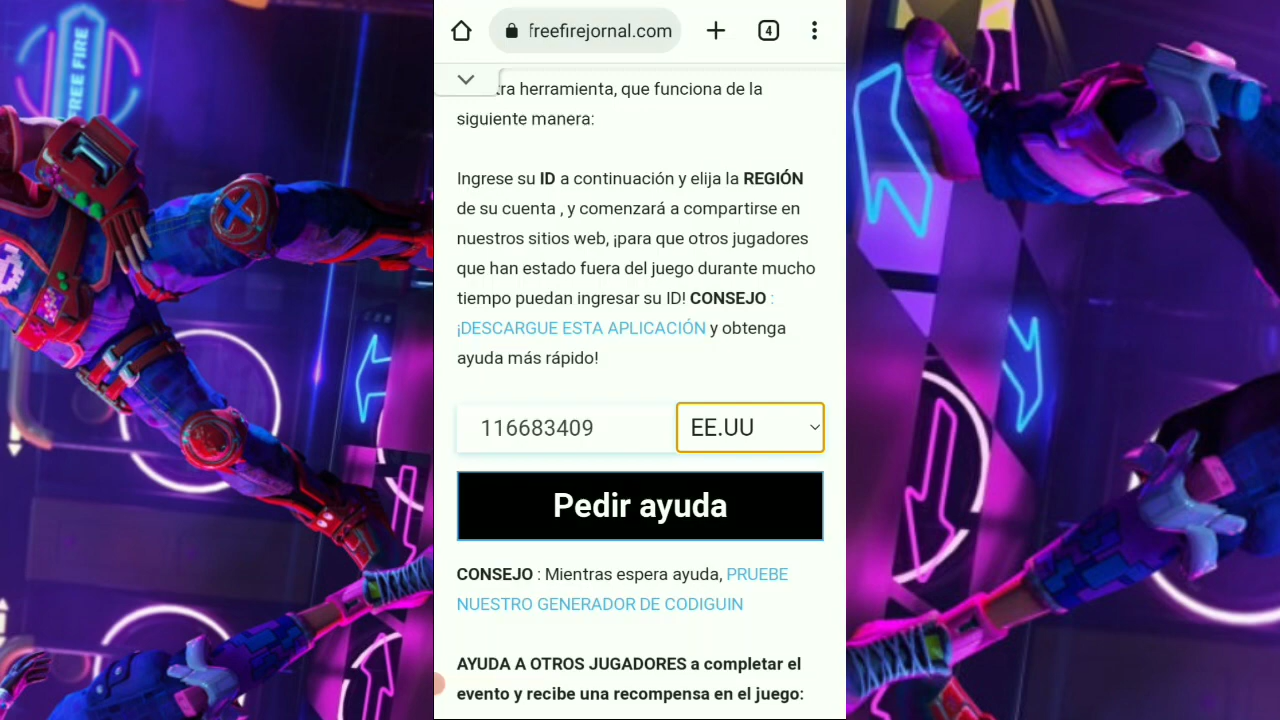 FREE FIRE
freefirejornal.com
4
tra herramienta, que funciona de la
siguiente manera:
Ingrese su ID a continuación y elija la REGIÓN
de su cuenta , y comenzará a compartirse en
nuestros sitios web, ¡para que otros jugadores
que han estado fuera del juego durante mucho
tiempo puedan ingresar su ID! CONSEJO :
¡DESCARGUE ESTA APLICACIÓN y obtenga
ayuda más rápido!
116683409
EE.UU
Pedir ayuda
CONSEJO : Mientras espera ayuda, PRUEBE
NUESTRO GENERADOR DE CODIGUIN
AYUDA A OTROS JUGADORES a completar el
evento y recibe una recompensa en el juego: